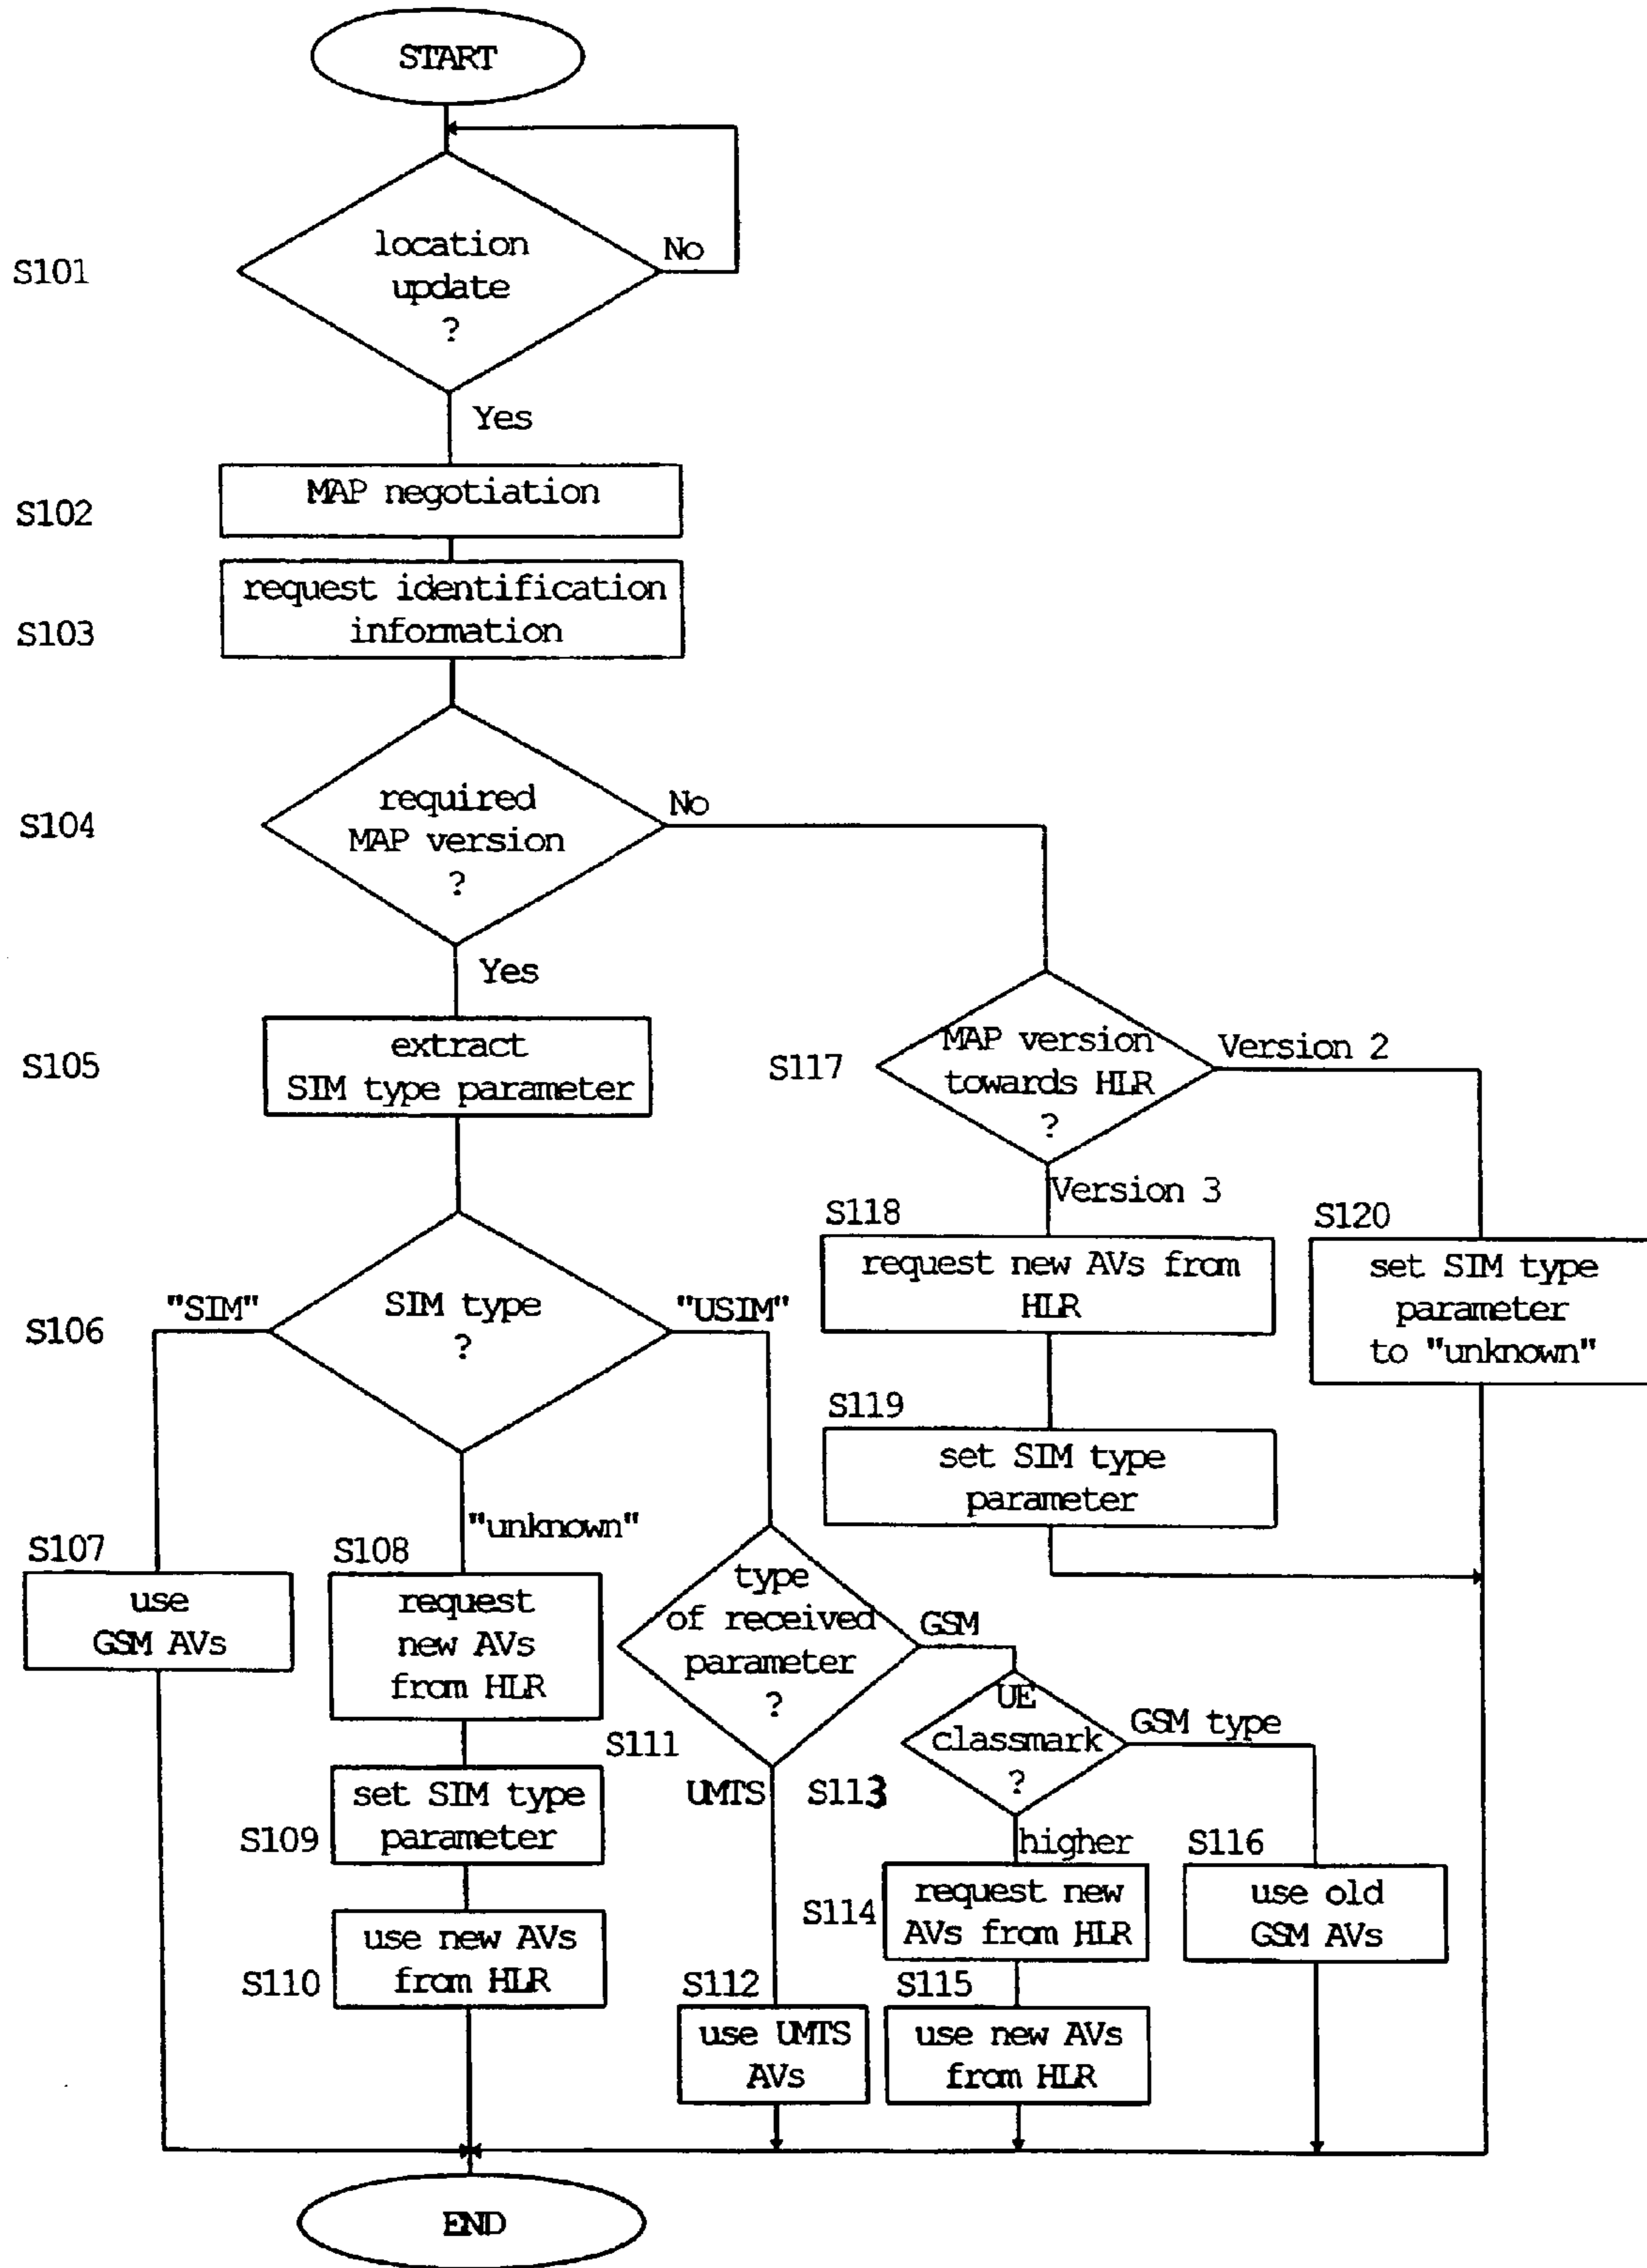 START
location
update
?
No
S101
Yes
MAP negotiation
S102
request identification
information
S103
required
MAP version
?
No
S104
Yes
extract
SIM type parameter
S105
MAP version
towards HLR
?
S117
Version 2
Version 3
S118
request new AVs from
HLR
S120
set SIM type
parameter
to "unknown"
S119
set SIM type
parameter
"SIM"
SIM type
?
"USIM"
S106
"unknown"
S107
use
GSM AVs
S108
request
new AVs
from HLR
type
of received
parameter
?
GSM
S111
UMTS
UE
classmark
?
GSM type
S113
higher
set SIM type
parameter
S109
use new AVs
from HLR
S110
S112
use UMTS
AVs
request new
AVs from HLR
S114
S115
use new AVs
from HLR
S116
use old
GSM AVs
END